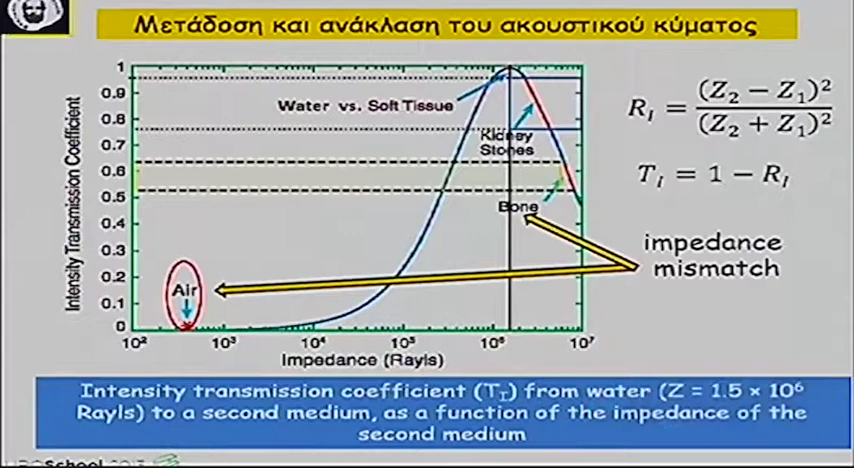 Μετάδοση και ανάκλαση του ακουστικού κύματος
Intensity Transmission Coefficient
1
0.9
0.8
0.7
0.6
0.5
0.4
0.3
0.2
0.1
0
Water vs. Soft Tissue
Kidney
Stones
Bone
Air
10² 10³ 10⁴ 10⁵ 10⁶ 10⁷
Impedance (Rayls)
R_I = (Z₂ − Z₁)² / (Z₂ + Z₁)²
T_I = 1 − R_I
impedance
mismatch
Intensity transmission coefficient (T_I) from water (Z = 1.5 × 10⁶
Rayls) to a second medium, as a function of the impedance of the
second medium
School